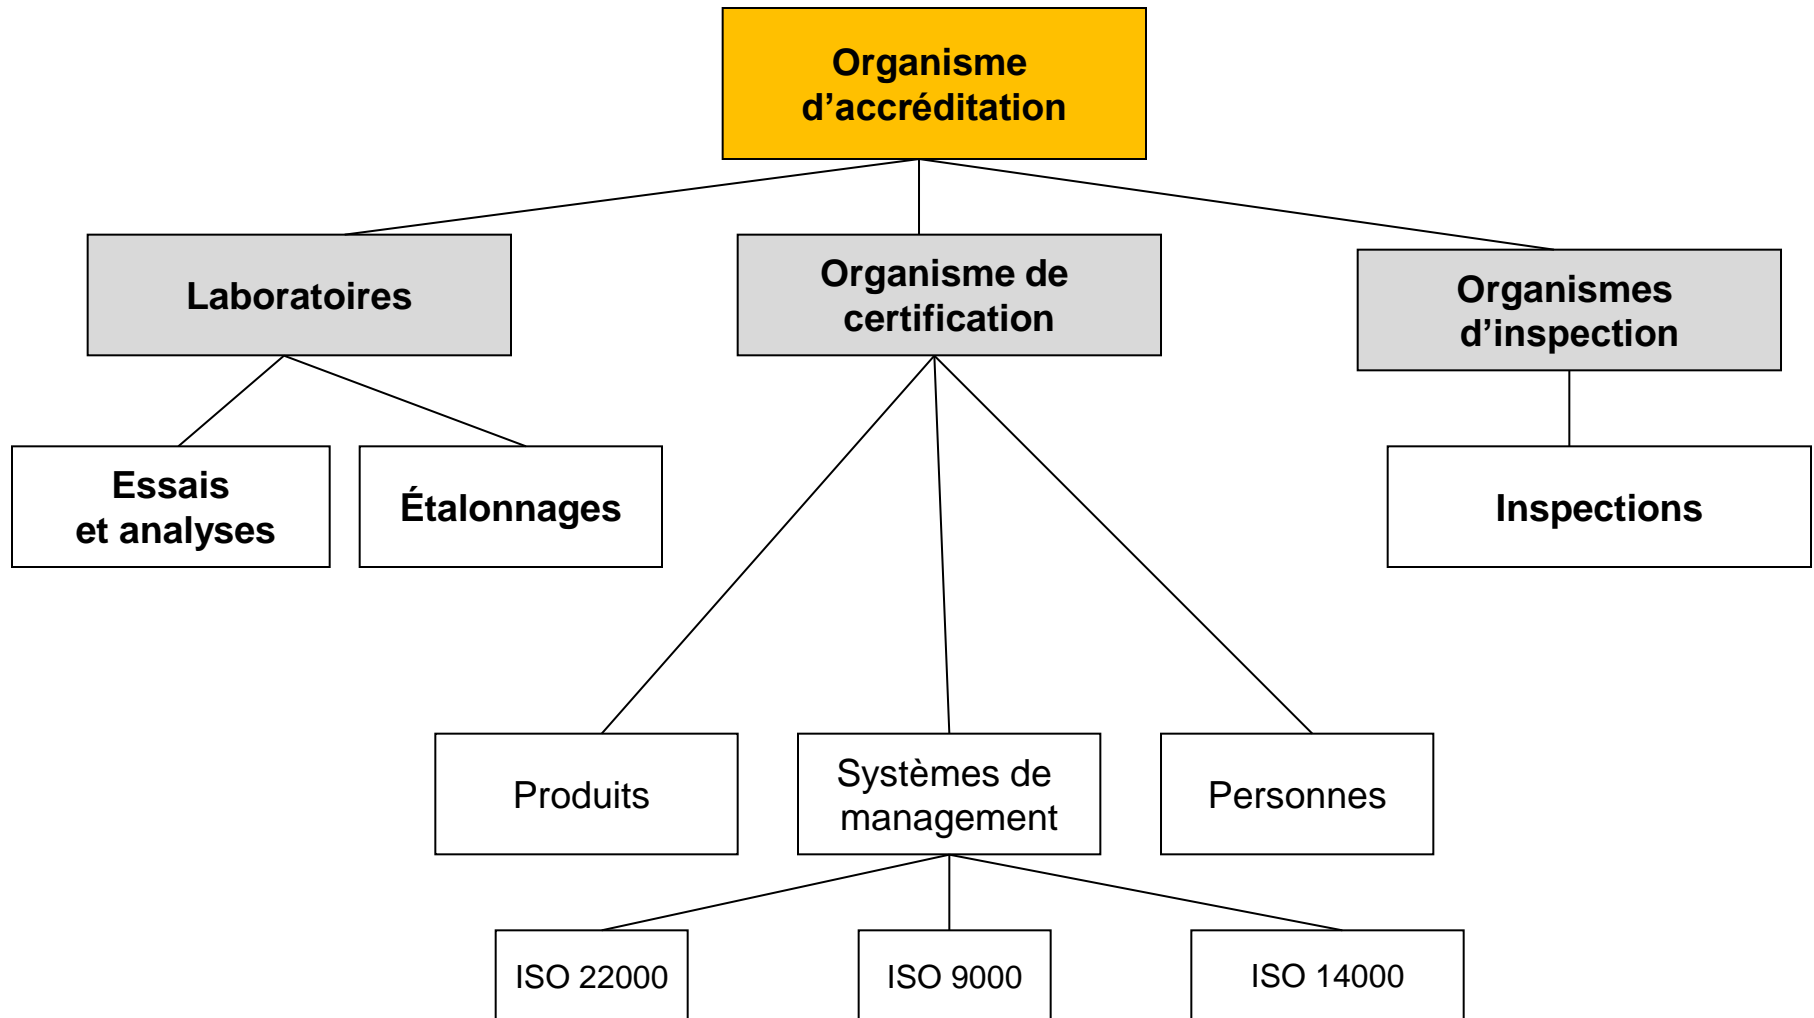 Organisme
d’accréditation
Laboratoires
Organisme de
certification
Organismes
d’inspection
Essais
et analyses
Étalonnages
Inspections
Produits
Systèmes de
management
Personnes
ISO 22000
ISO 9000
ISO 14000